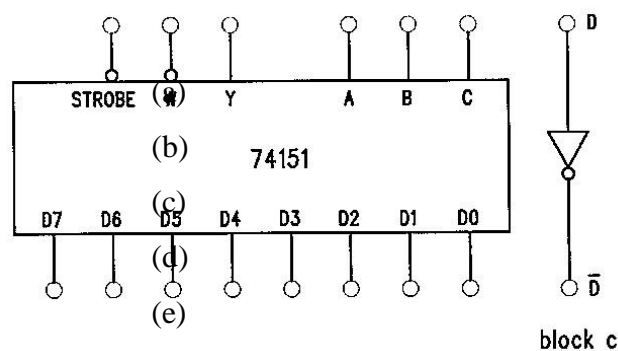 D
(a)
STROBE W Y A B C
(b)
74151
(c)
D7 D6 D5 D4 D3 D2 D1 D0
(d)
D̅
(e)
block c